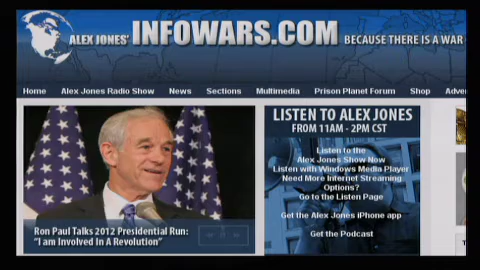 ALEX JONES' INFOWARS.COM BECAUSE THERE IS A WAR
Home Alex Jones Radio Show News Sections Multimedia Prison Planet Forum Shop
LISTEN TO ALEX JONES
FROM 11AM - 2PM CST
Listen to the
Alex Jones Show Now
Listen with Windows Media Player
Need More Internet Streaming
Options?
Go to the Listen Page
Get the Alex Jones iPhone app
Get the Podcast
Ron Paul Talks 2012 Presidential Run:
"I am Involved In A Revolution"